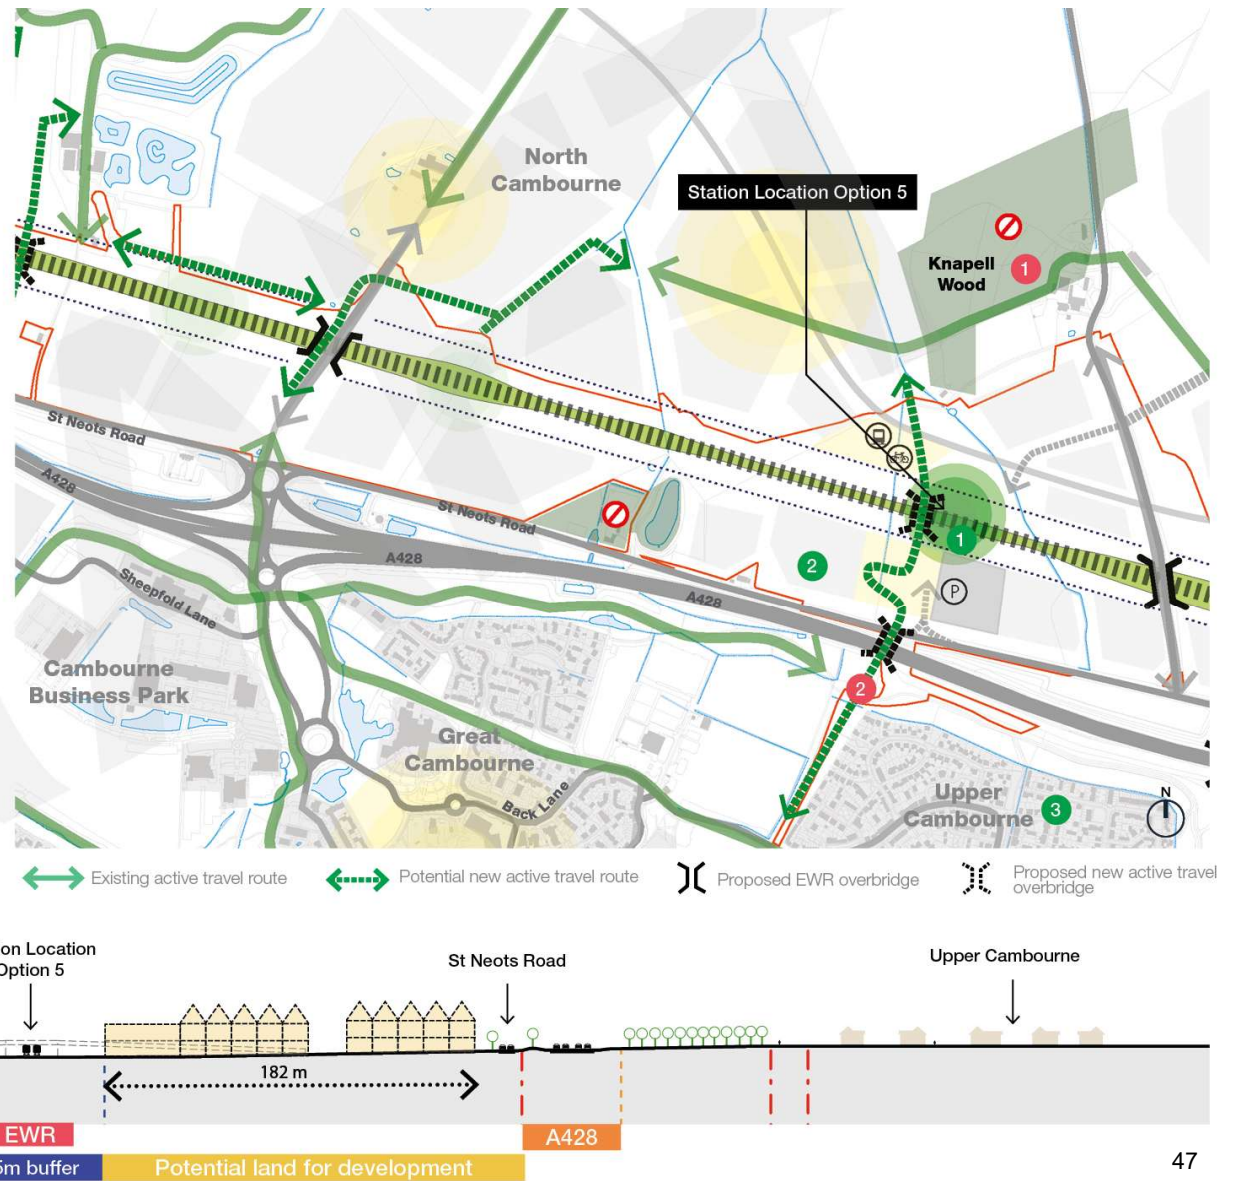 North
Cambourne
Station Location Option 5
Knapell
Wood
1
St Neots Road
A428
St Neots Road
A428
A428
1
2
P
Sheepfold Lane
Cambourne
Business Park
2
Great
Cambourne
Back Lane
Upper
Cambourne
3
N
Existing active travel route
Potential new active travel route
Proposed EWR overbridge
Proposed new active travel
overbridge
on Location
Option 5
St Neots Road
Upper Cambourne
182 m
EWR
A428
5m buffer
Potential land for development
47